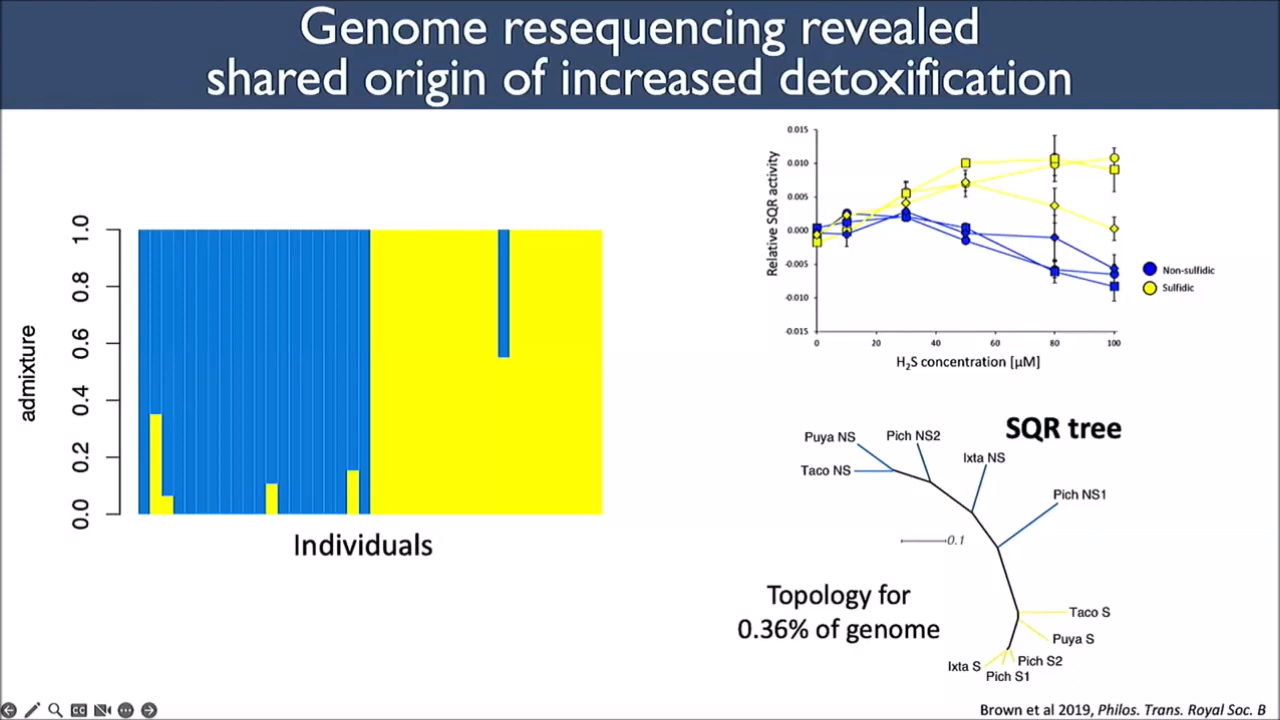 Genome resequencing revealed
shared origin of increased detoxification
admixture
1.0
0.8
0.6
0.4
0.2
0.0
Individuals
Relative SQR activity
0.015
0.010
0.005
0.000
-0.005
-0.010
-0.015
0
20
40
60
80
100
H₂S concentration [µM]
Non-sulfidic
Sulfidic
SQR tree
Puya NS
Pich NS2
Ixta NS
Taco NS
Pich NS1
0.1
Topology for
0.36% of genome
Taco S
Puya S
Pich S2
Ixta S
Pich S1
CC
Brown et al 2019, Philos. Trans. Royal Soc. B